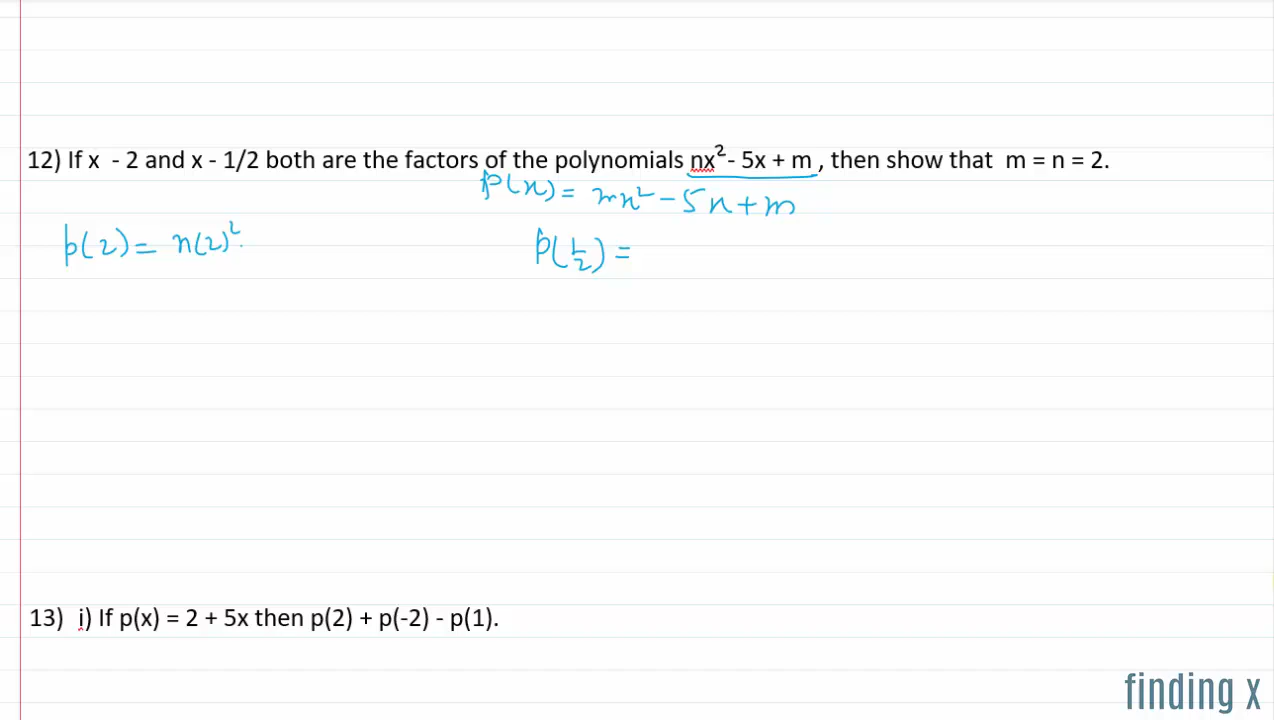 12) If x - 2 and x - 1/2 both are the factors of the polynomials nx² - 5x + m , then show that m = n = 2.
p(x) = mx² - 5x + m
p(2) = n(2)² p(1/2) =
13) i) If p(x) = 2 + 5x then p(2) + p(-2) - p(1).
finding x